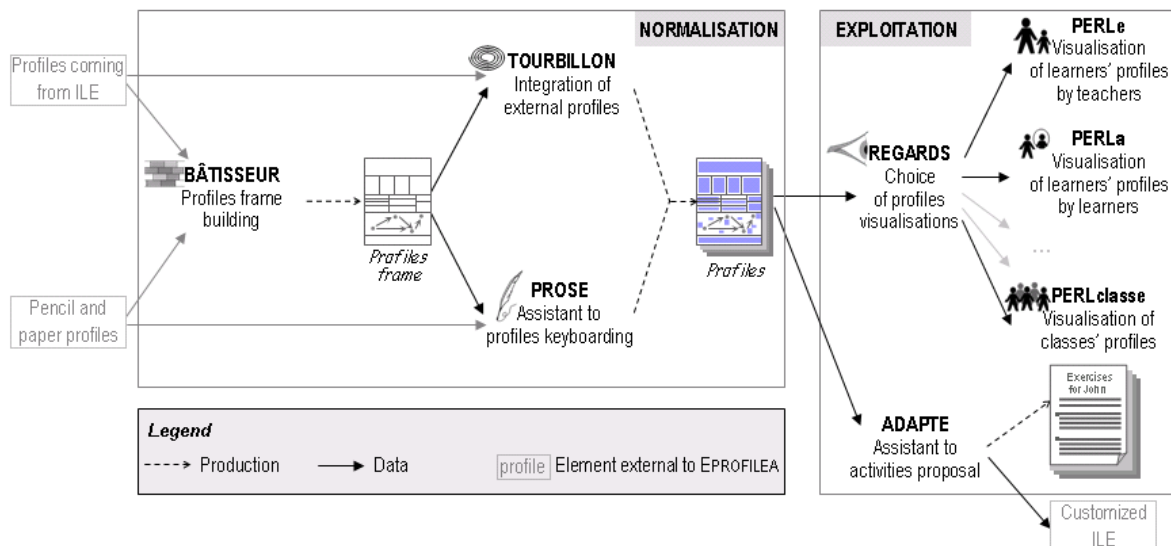 NORMALISATION
Profiles coming
from ILE
Pencil and
paper profiles
BÂTISSEUR
Profiles frame
building
Profiles
frame
TOURBILLON
Integration of
external profiles
PROSE
Assistant to
profiles keyboarding
Profiles
EXPLOITATION
REGARDS
Choice
of profiles
visualisations
PERLe
Visualisation
of learners' profiles
by teachers
PERLa
Visualisation
of learners' profiles
by learners
...
PERLclasse
Visualisation of
classes' profiles
ADAPTE
Assistant to
activities proposal
Exercises
for John
Customized
ILE
Legend
Production
Data
profile
Element external to EPROFILEA